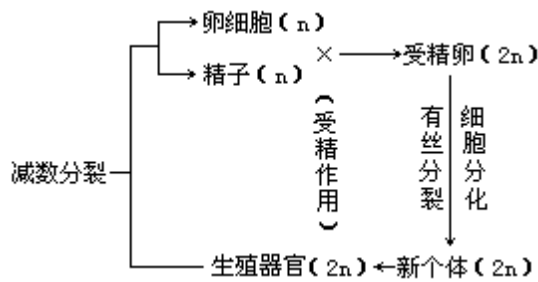 卵细胞(n)
精子(n)
×
受精卵(2n)
(受精作用)
有丝分裂
细胞分化
减数分裂
生殖器官(2n)
新个体(2n)